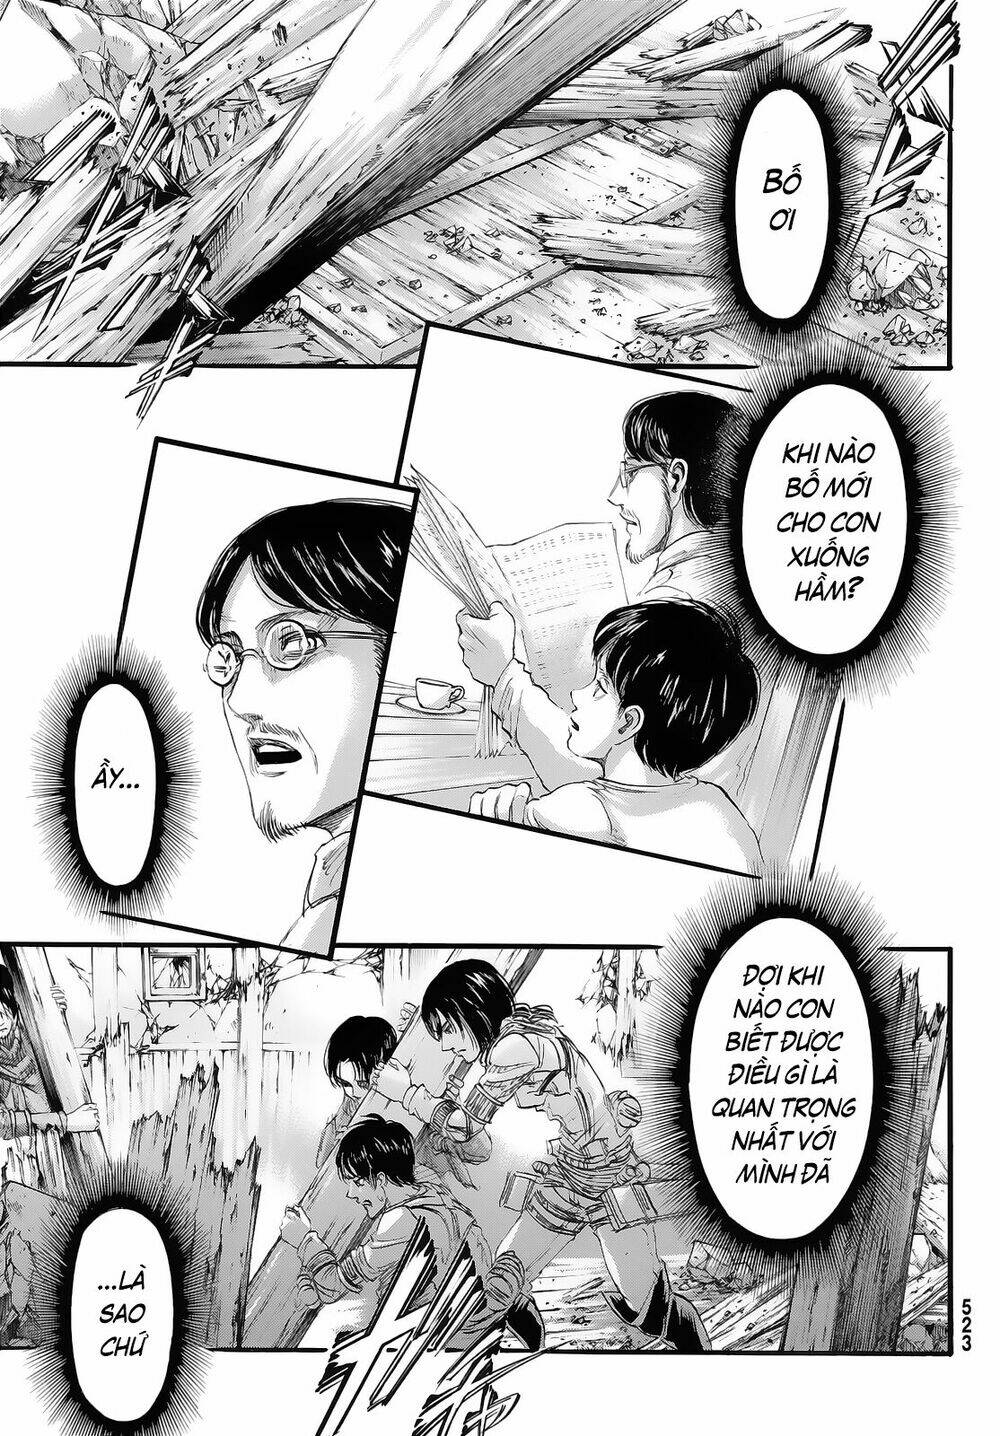 BỐ
ƠI
KHI NÀO
BỐ MỚI
CHO CON
XUỐNG
HẦM?
ẦY...
ĐỢI KHI
NÀO CON
BIẾT ĐƯỢC
ĐIỀU GÌ LÀ
QUAN TRỌNG
NHẤT VỚI
MÌNH ĐÃ
...LÀ
SAO
CHỨ
523